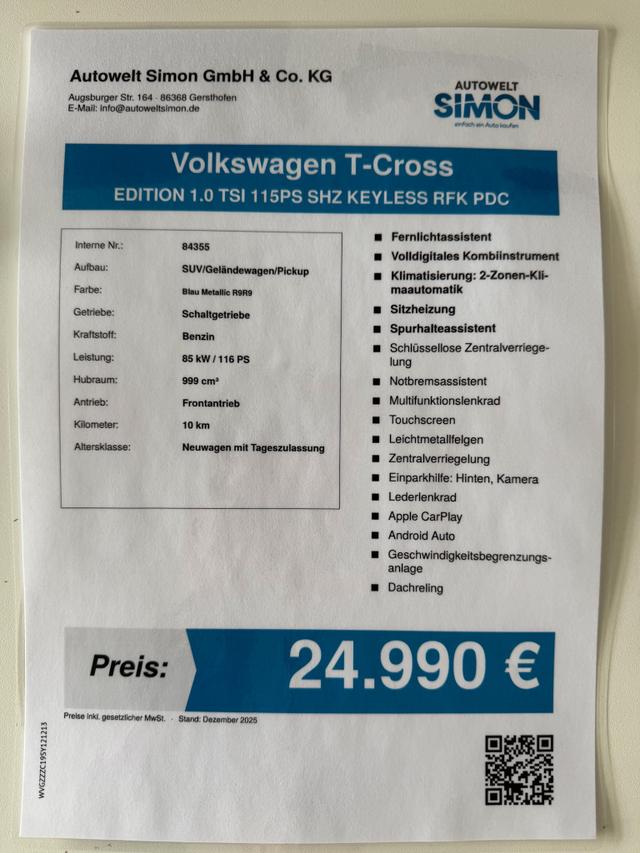 Autowelt Simon GmbH & Co. KG
Augsburger Str. 164 · 86368 Gersthofen
E-Mail: info@autoweltsimon.de
AUTOWELT
SIMON
einfach ein Auto kaufen
Volkswagen T-Cross
EDITION 1.0 TSI 115PS SHZ KEYLESS RFK PDC
Interne Nr.: 84355
Aufbau: SUV/Geländewagen/Pickup
Farbe: Blau Metallic R9R9
Getriebe: Schaltgetriebe
Kraftstoff: Benzin
Leistung: 85 kW / 116 PS
Hubraum: 999 cm³
Antrieb: Frontantrieb
Kilometer: 10 km
Altersklasse: Neuwagen mit Tageszulassung
Fernlichtassistent
Volldigitales Kombiinstrument
Klimatisierung: 2-Zonen-Kli-
maautomatik
Sitzheizung
Spurhalteassistent
Schlüssellose Zentralverriege-
lung
Notbremsassistent
Multifunktionslenkrad
Touchscreen
Leichtmetallfelgen
Zentralverriegelung
Einparkhilfe: Hinten, Kamera
Lederlenkrad
Apple CarPlay
Android Auto
Geschwindigkeitsbegrenzungs-
anlage
Dachreling
Preis: 24.990 €
Preise inkl. gesetzlicher MwSt. · Stand: Dezember 2025
WVGZZZC19SY121213